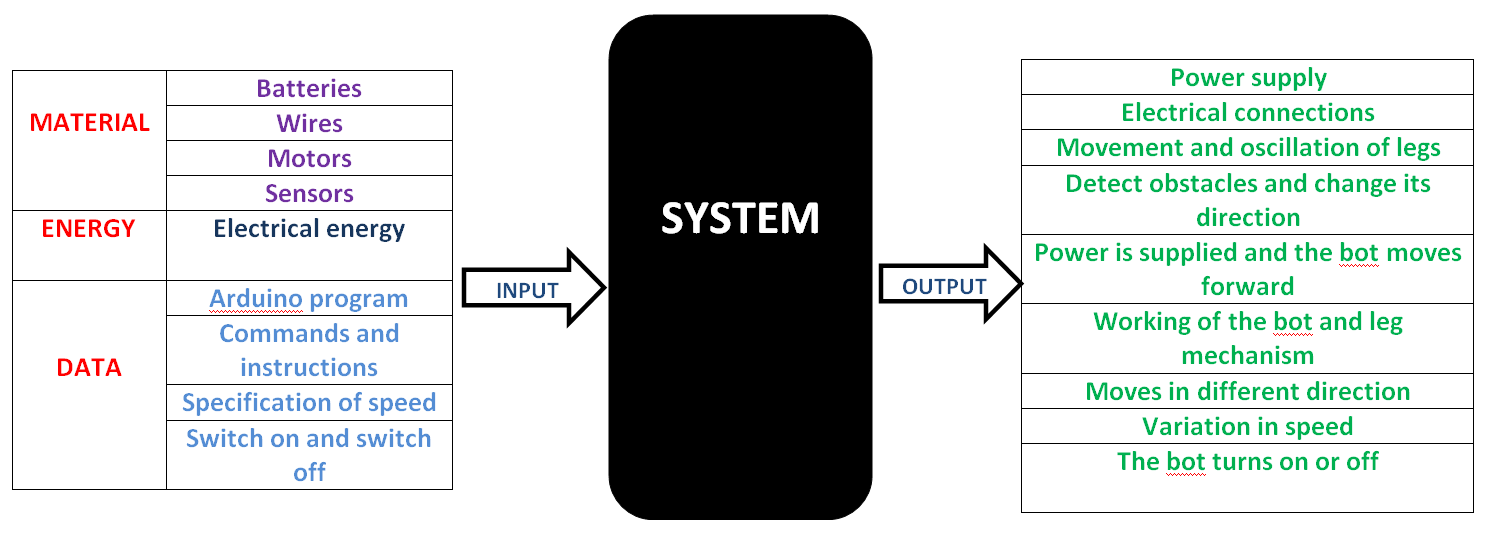 MATERIAL
Batteries
Wires
Motors
Sensors
ENERGY
Electrical energy
DATA
Arduino program
Commands and
instructions
Specification of speed
Switch on and switch
off
INPUT
SYSTEM
OUTPUT
Power supply
Electrical connections
Movement and oscillation of legs
Detect obstacles and change its
direction
Power is supplied and the bot moves
forward
Working of the bot and leg
mechanism
Moves in different direction
Variation in speed
The bot turns on or off